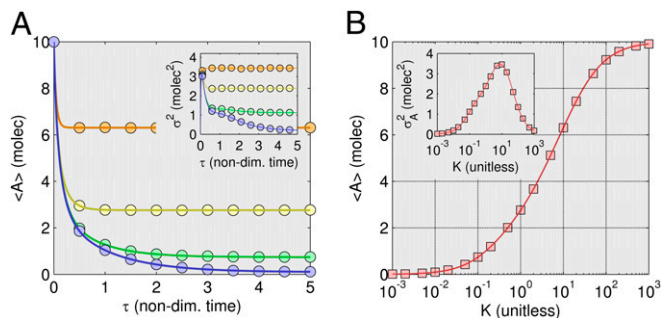 A
10
8
6
4
2
0
<A> (molec)
0 1 2 3 4 5
τ (non-dim. time)
4
3
2
1
0
σ² (molec²)
0 1 2 3 4 5
τ (non-dim. time)
B
10
8
6
4
2
0
<A> (molec)
10⁻³ 10⁻² 10⁻¹ 10⁰ 10¹ 10² 10³
K (unitless)
4
3
2
1
0
σ²_A (molec²)
10⁻³ 10⁻¹ 10¹ 10³
K (unitless)